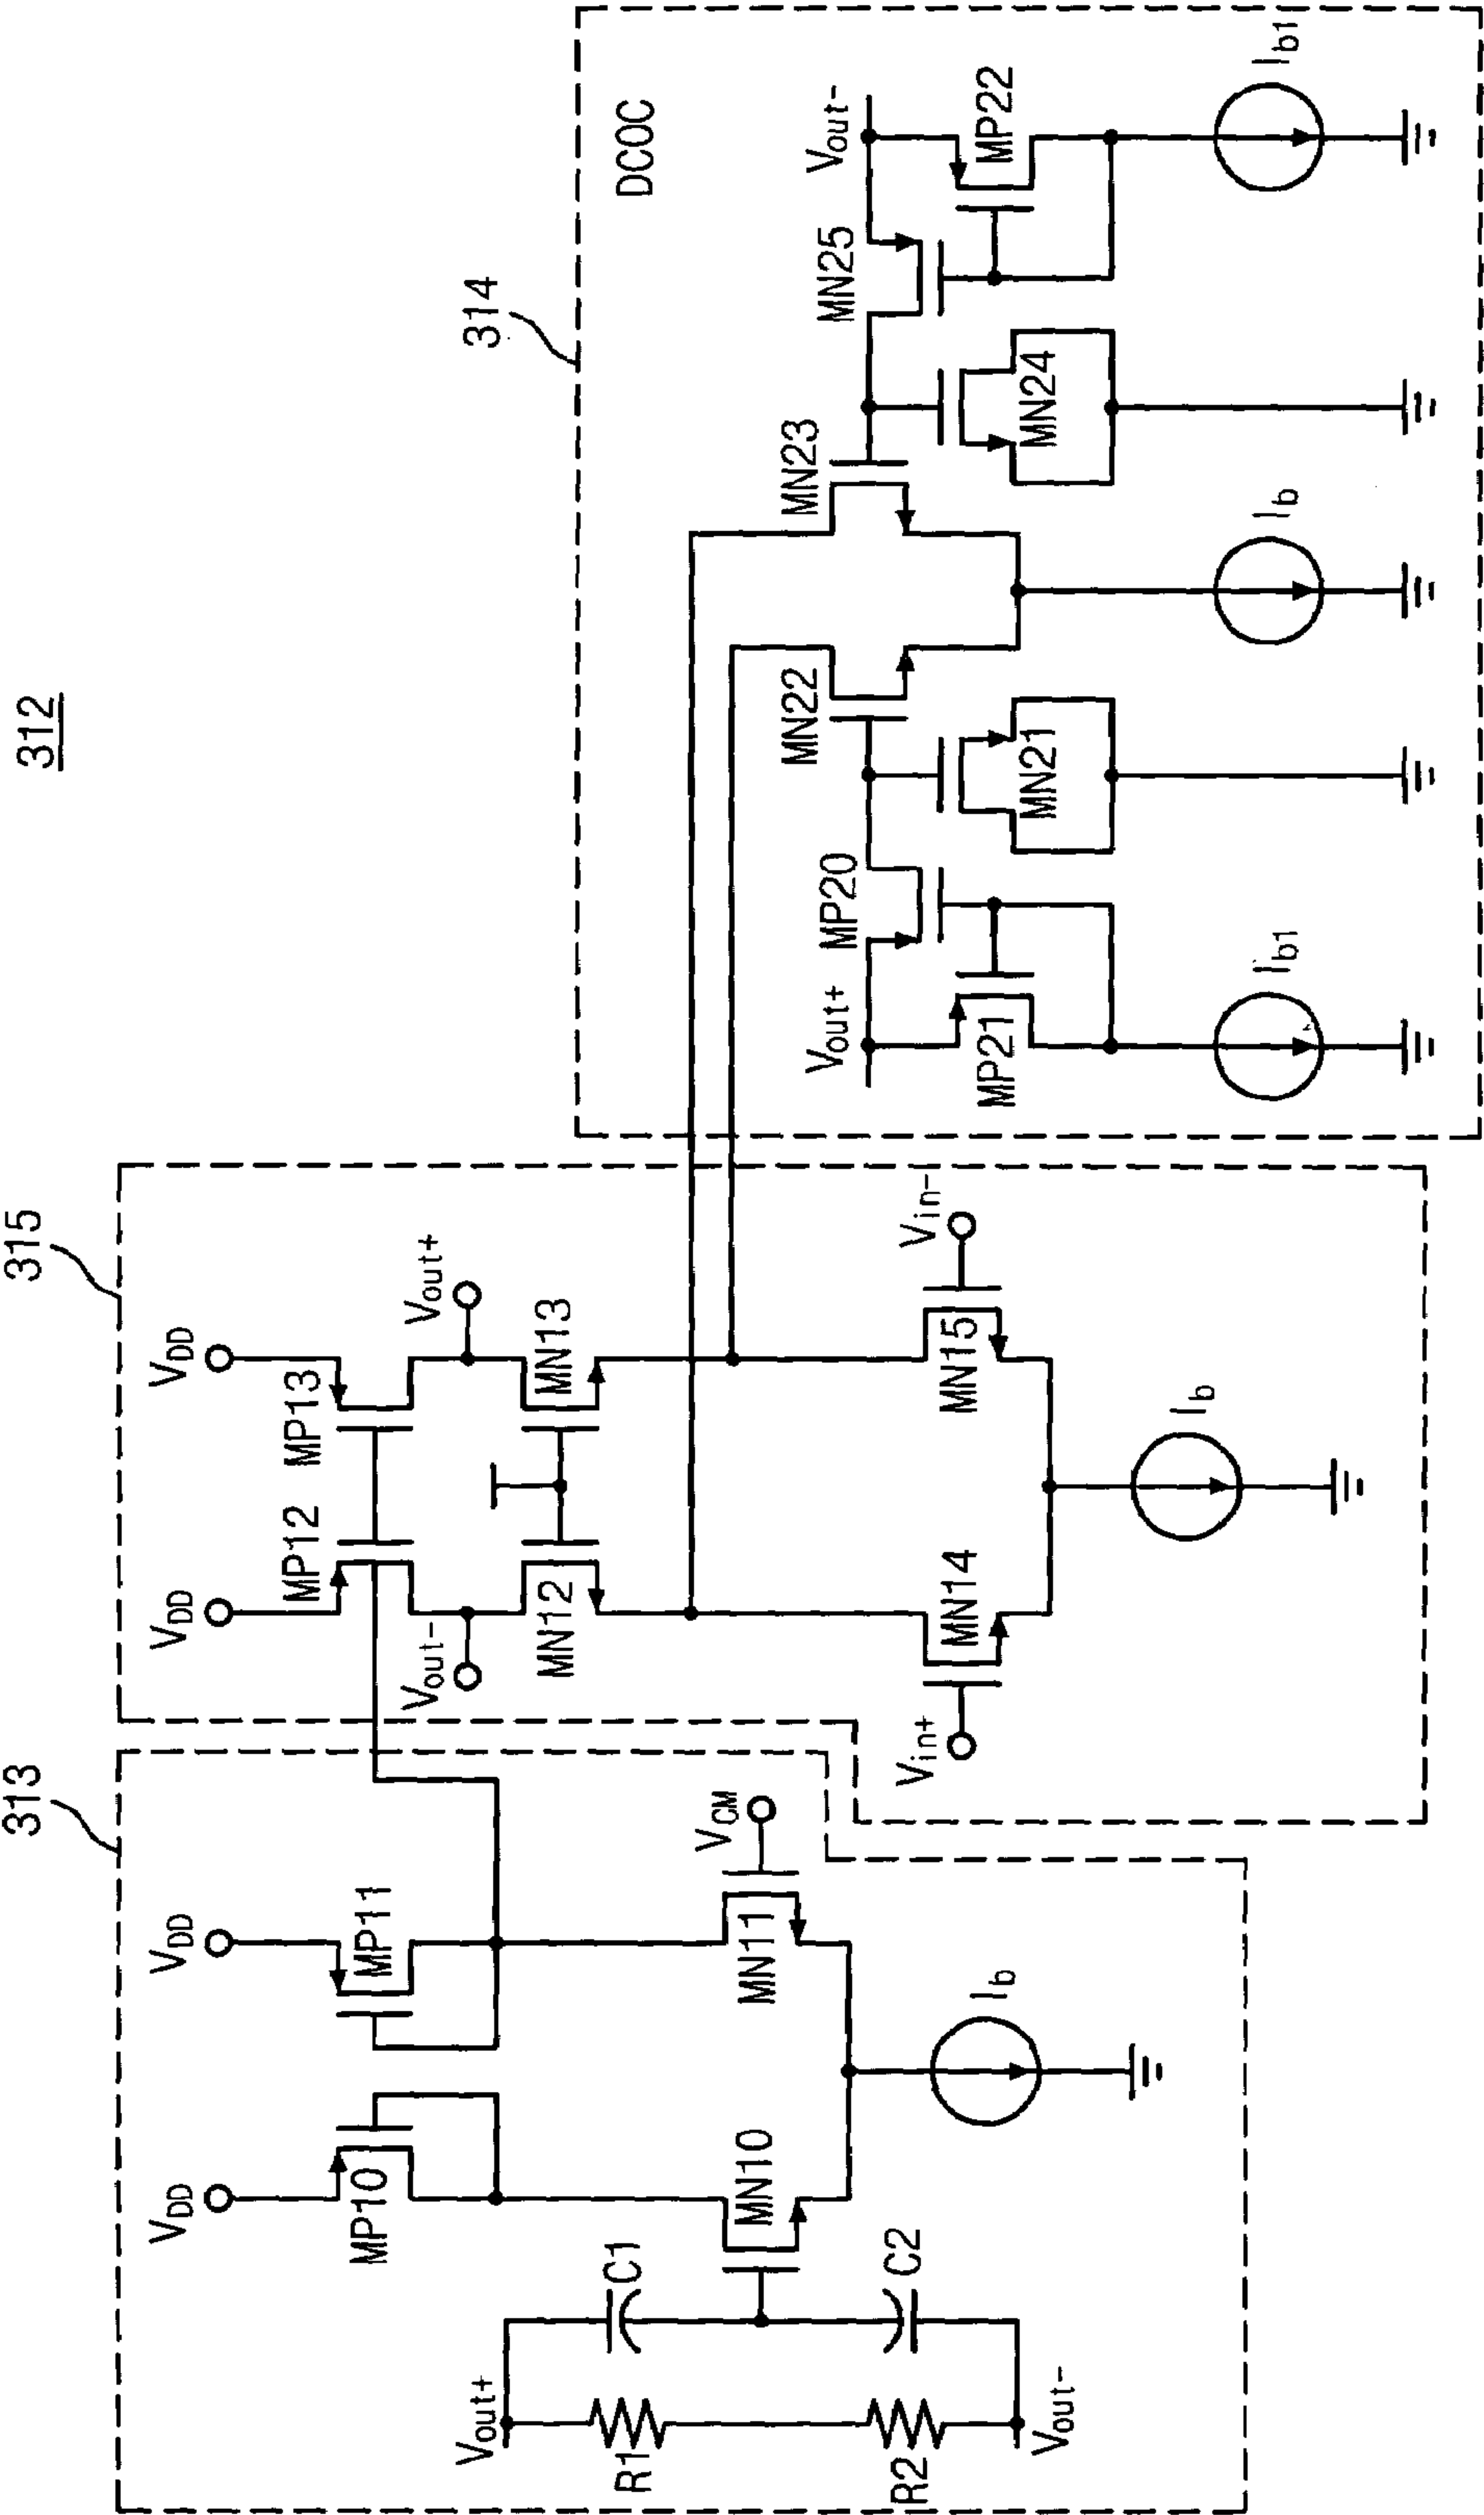 312
313
315
314
VDD
VDD
VDD
VDD
MP10
MP11
MP12
MP13
Vout+
Vout-
R1
R2
C1
C2
MN10
MN11
VCM
Ib
Vout-
Vout+
MN12
MN13
Vin+
MN14
MN15
Vin-
Ib
DCOC
Vout+
MP20
MN22
MN23
MN25
Vout-
MP21
MN21
MN24
MP22
Ib1
Ib
Ib1